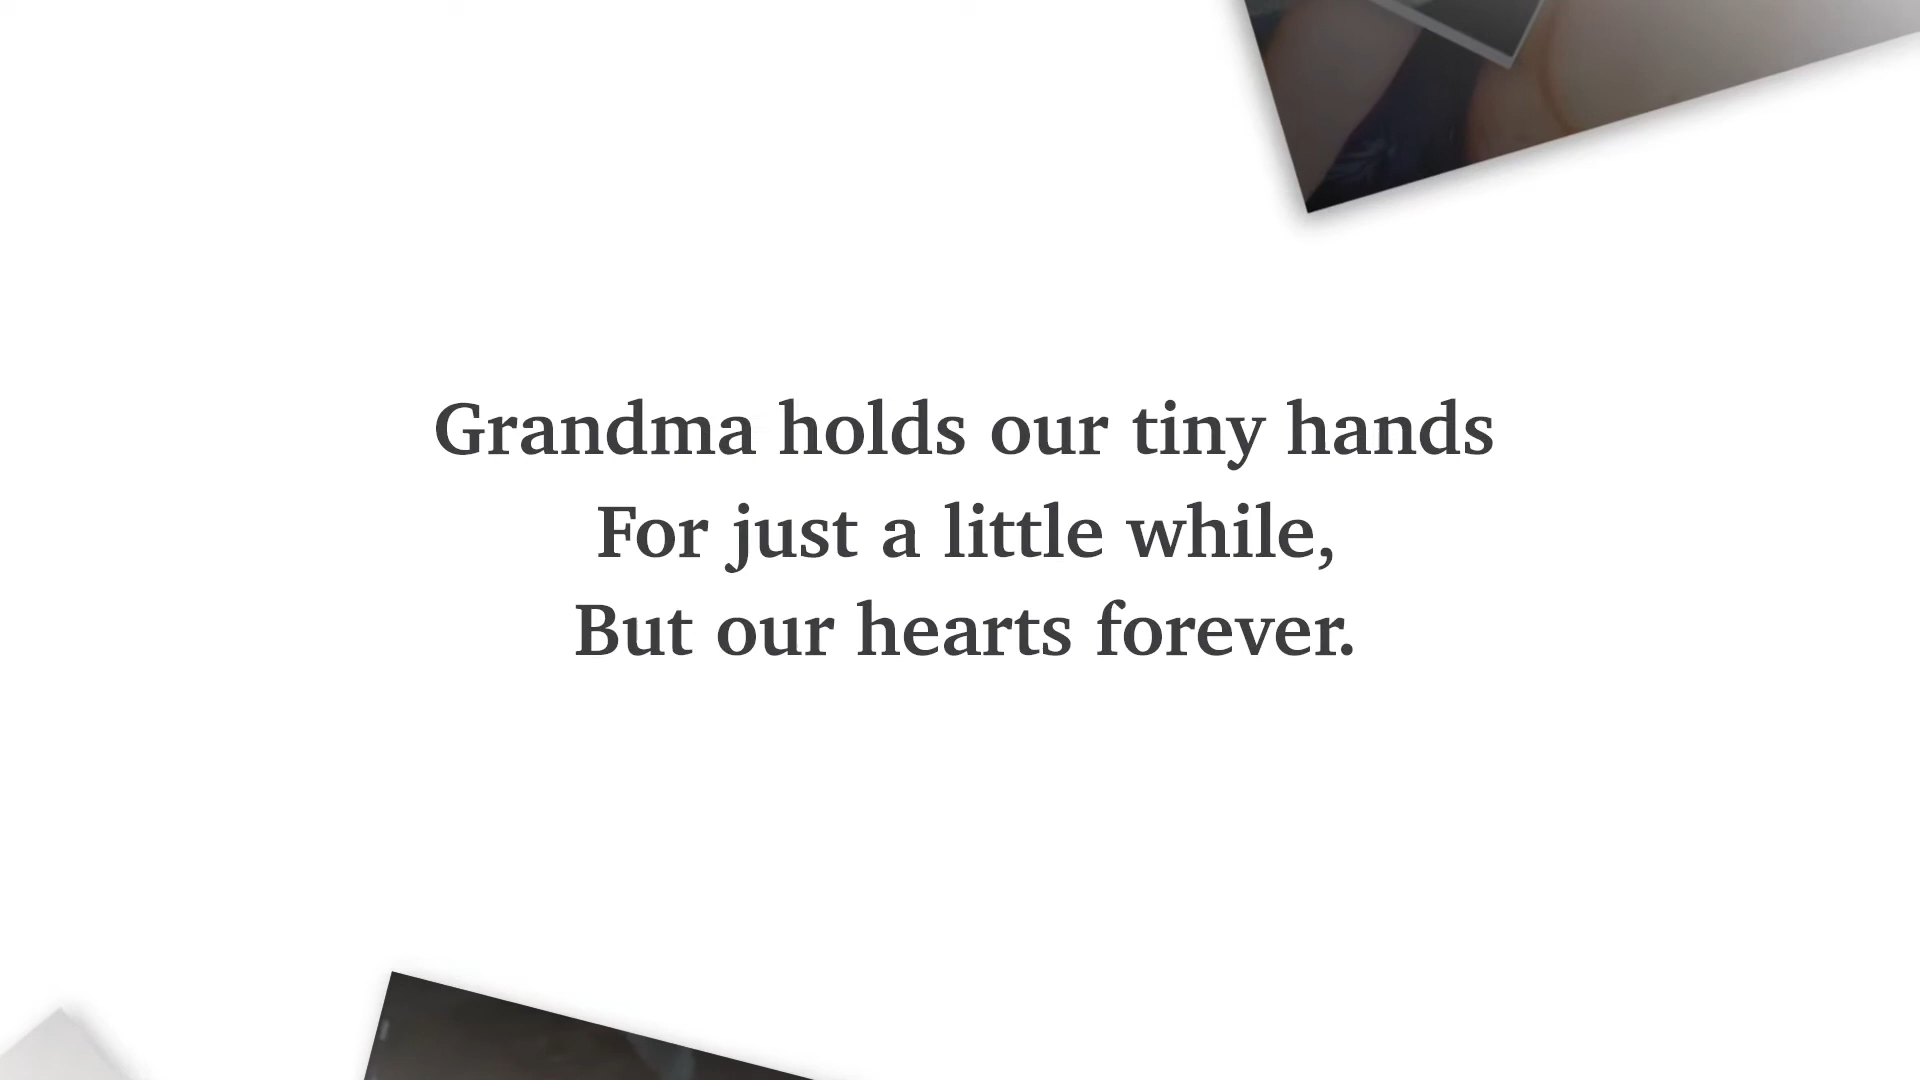 Grandma holds our tiny hands
For just a little while,
But our hearts forever.